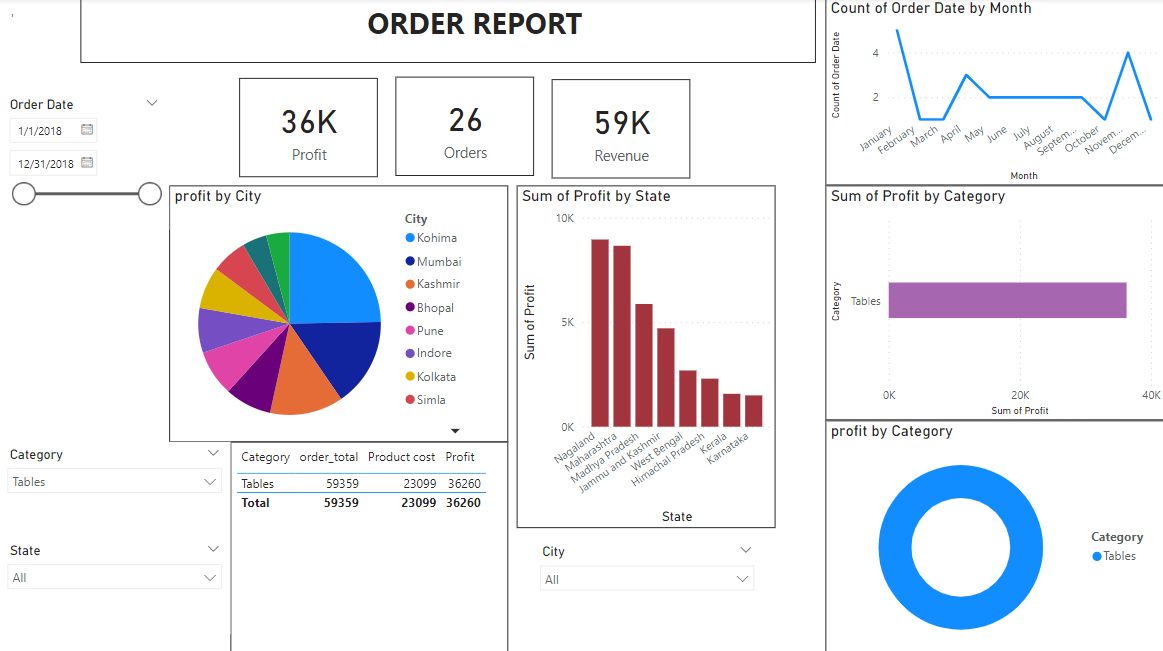 ORDER REPORT
Order Date
1/1/2018
12/31/2018
36K
Profit
26
Orders
59K
Revenue
profit by City
City
Kohima
Mumbai
Kashmir
Bhopal
Pune
Indore
Kolkata
Simla
Sum of Profit by State
Sum of Profit
10K
5K
0K
Nagaland
Maharashtra
Madhya Pradesh
Jammu and Kashmir
West Bengal
Himachal Pradesh
Kerala
Karnataka
State
Count of Order Date by Month
Count of Order Date
4
2
January
February
March
April
May
June
July
August
Septem...
October
Novem...
Decem...
Month
Sum of Profit by Category
Category
Tables
0K 20K 40K
Sum of Profit
profit by Category
Category
Tables
Category
Tables
State
All
Category order_total Product cost Profit
Tables 59359 23099 36260
Total 59359 23099 36260
City
All